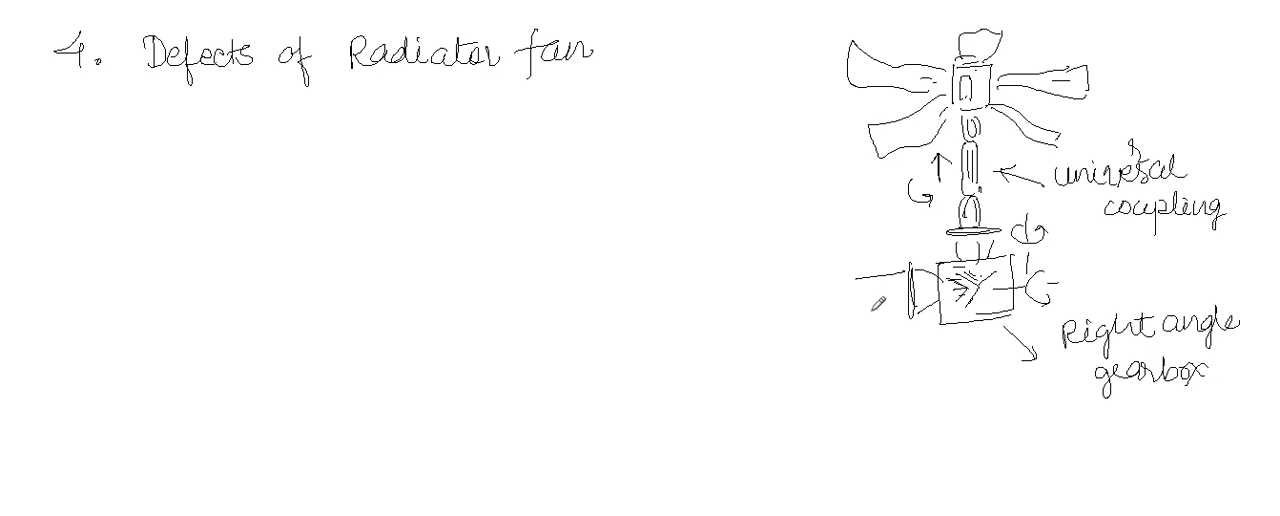 4. Defects of Radiator fan
universal
coupling
Right angle
gearbox